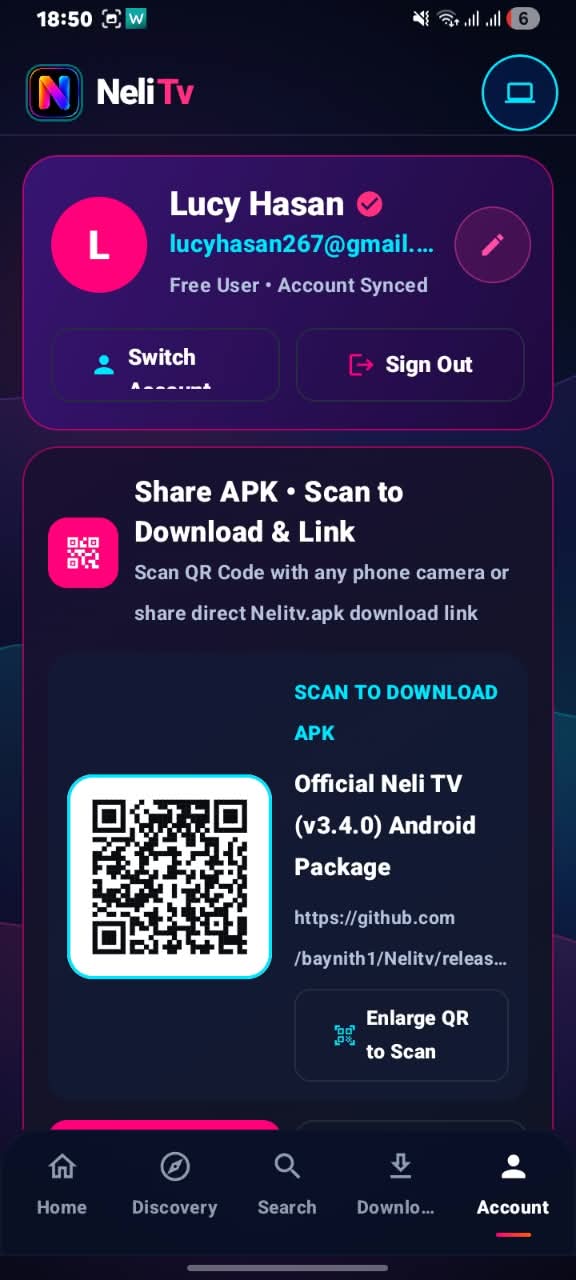 18:50 W 6
N NeliTv
Lucy Hasan
L
lucyhasan267@gmail.…
Free User • Account Synced
Switch
Account
Sign Out
Share APK • Scan to
Download & Link
Scan QR Code with any phone camera or
share direct Nelitv.apk download link
SCAN TO DOWNLOAD
APK
Official Neli TV
(v3.4.0) Android
Package
https://github.com
/baynith1/Nelitv/releas…
Enlarge QR
to Scan
Home Discovery Search Downlo… Account